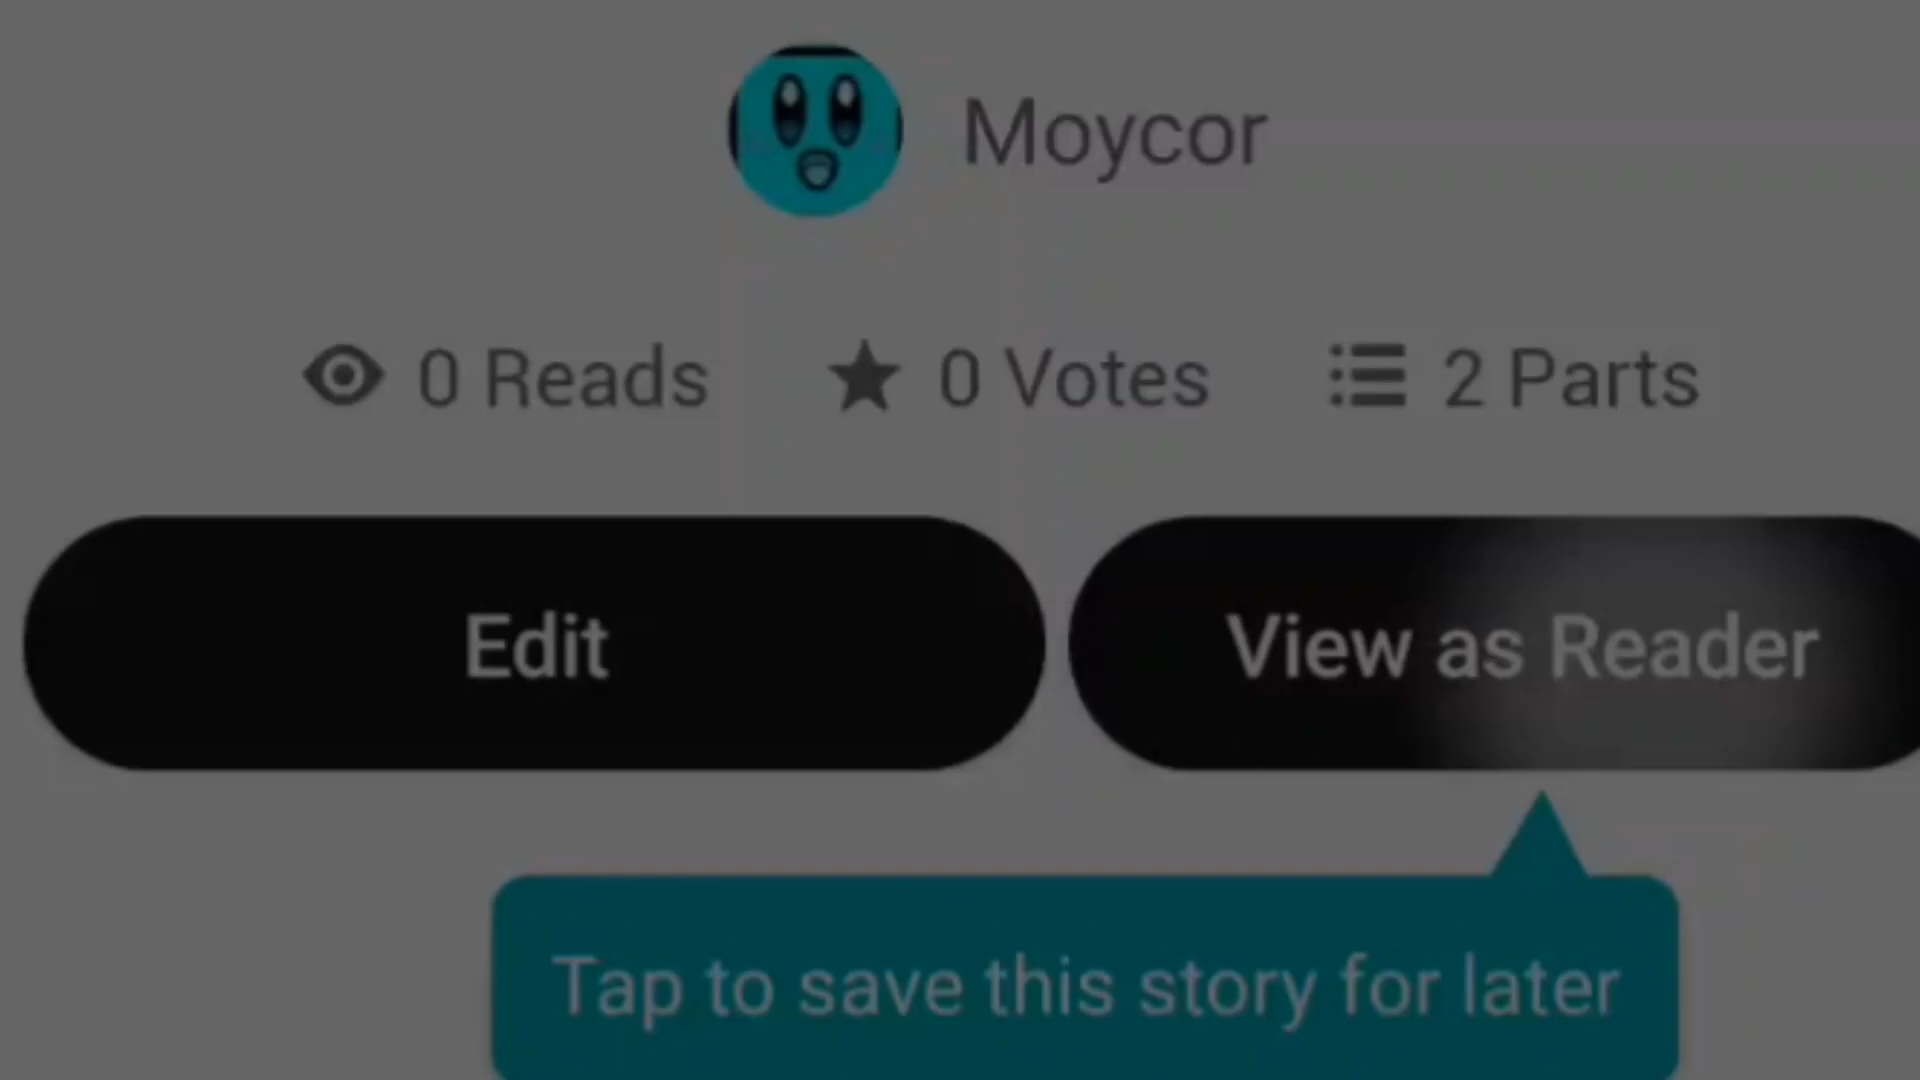 Moycor
0 Reads 0 Votes 2 Parts
Edit View as Reader
Tap to save this story for later